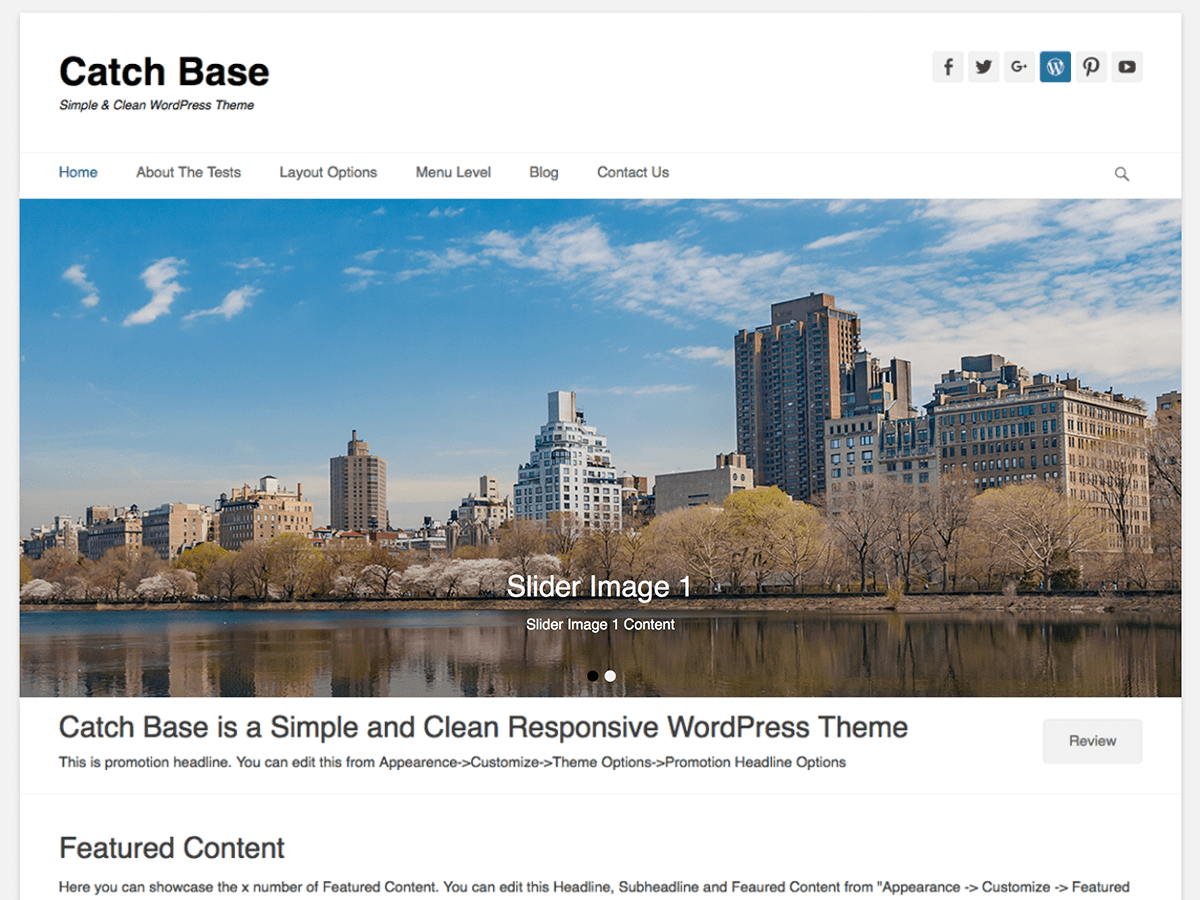 Catch Base
Simple & Clean WordPress Theme
Home About The Tests Layout Options Menu Level Blog Contact Us
Slider Image 1
Slider Image 1 Content
Catch Base is a Simple and Clean Responsive WordPress Theme
Review
This is promotion headline. You can edit this from Appearence->Customize->Theme Options->Promotion Headline Options
Featured Content
Here you can showcase the x number of Featured Content. You can edit this Headline, Subheadline and Feaured Content from "Appearance -> Customize -> Featured